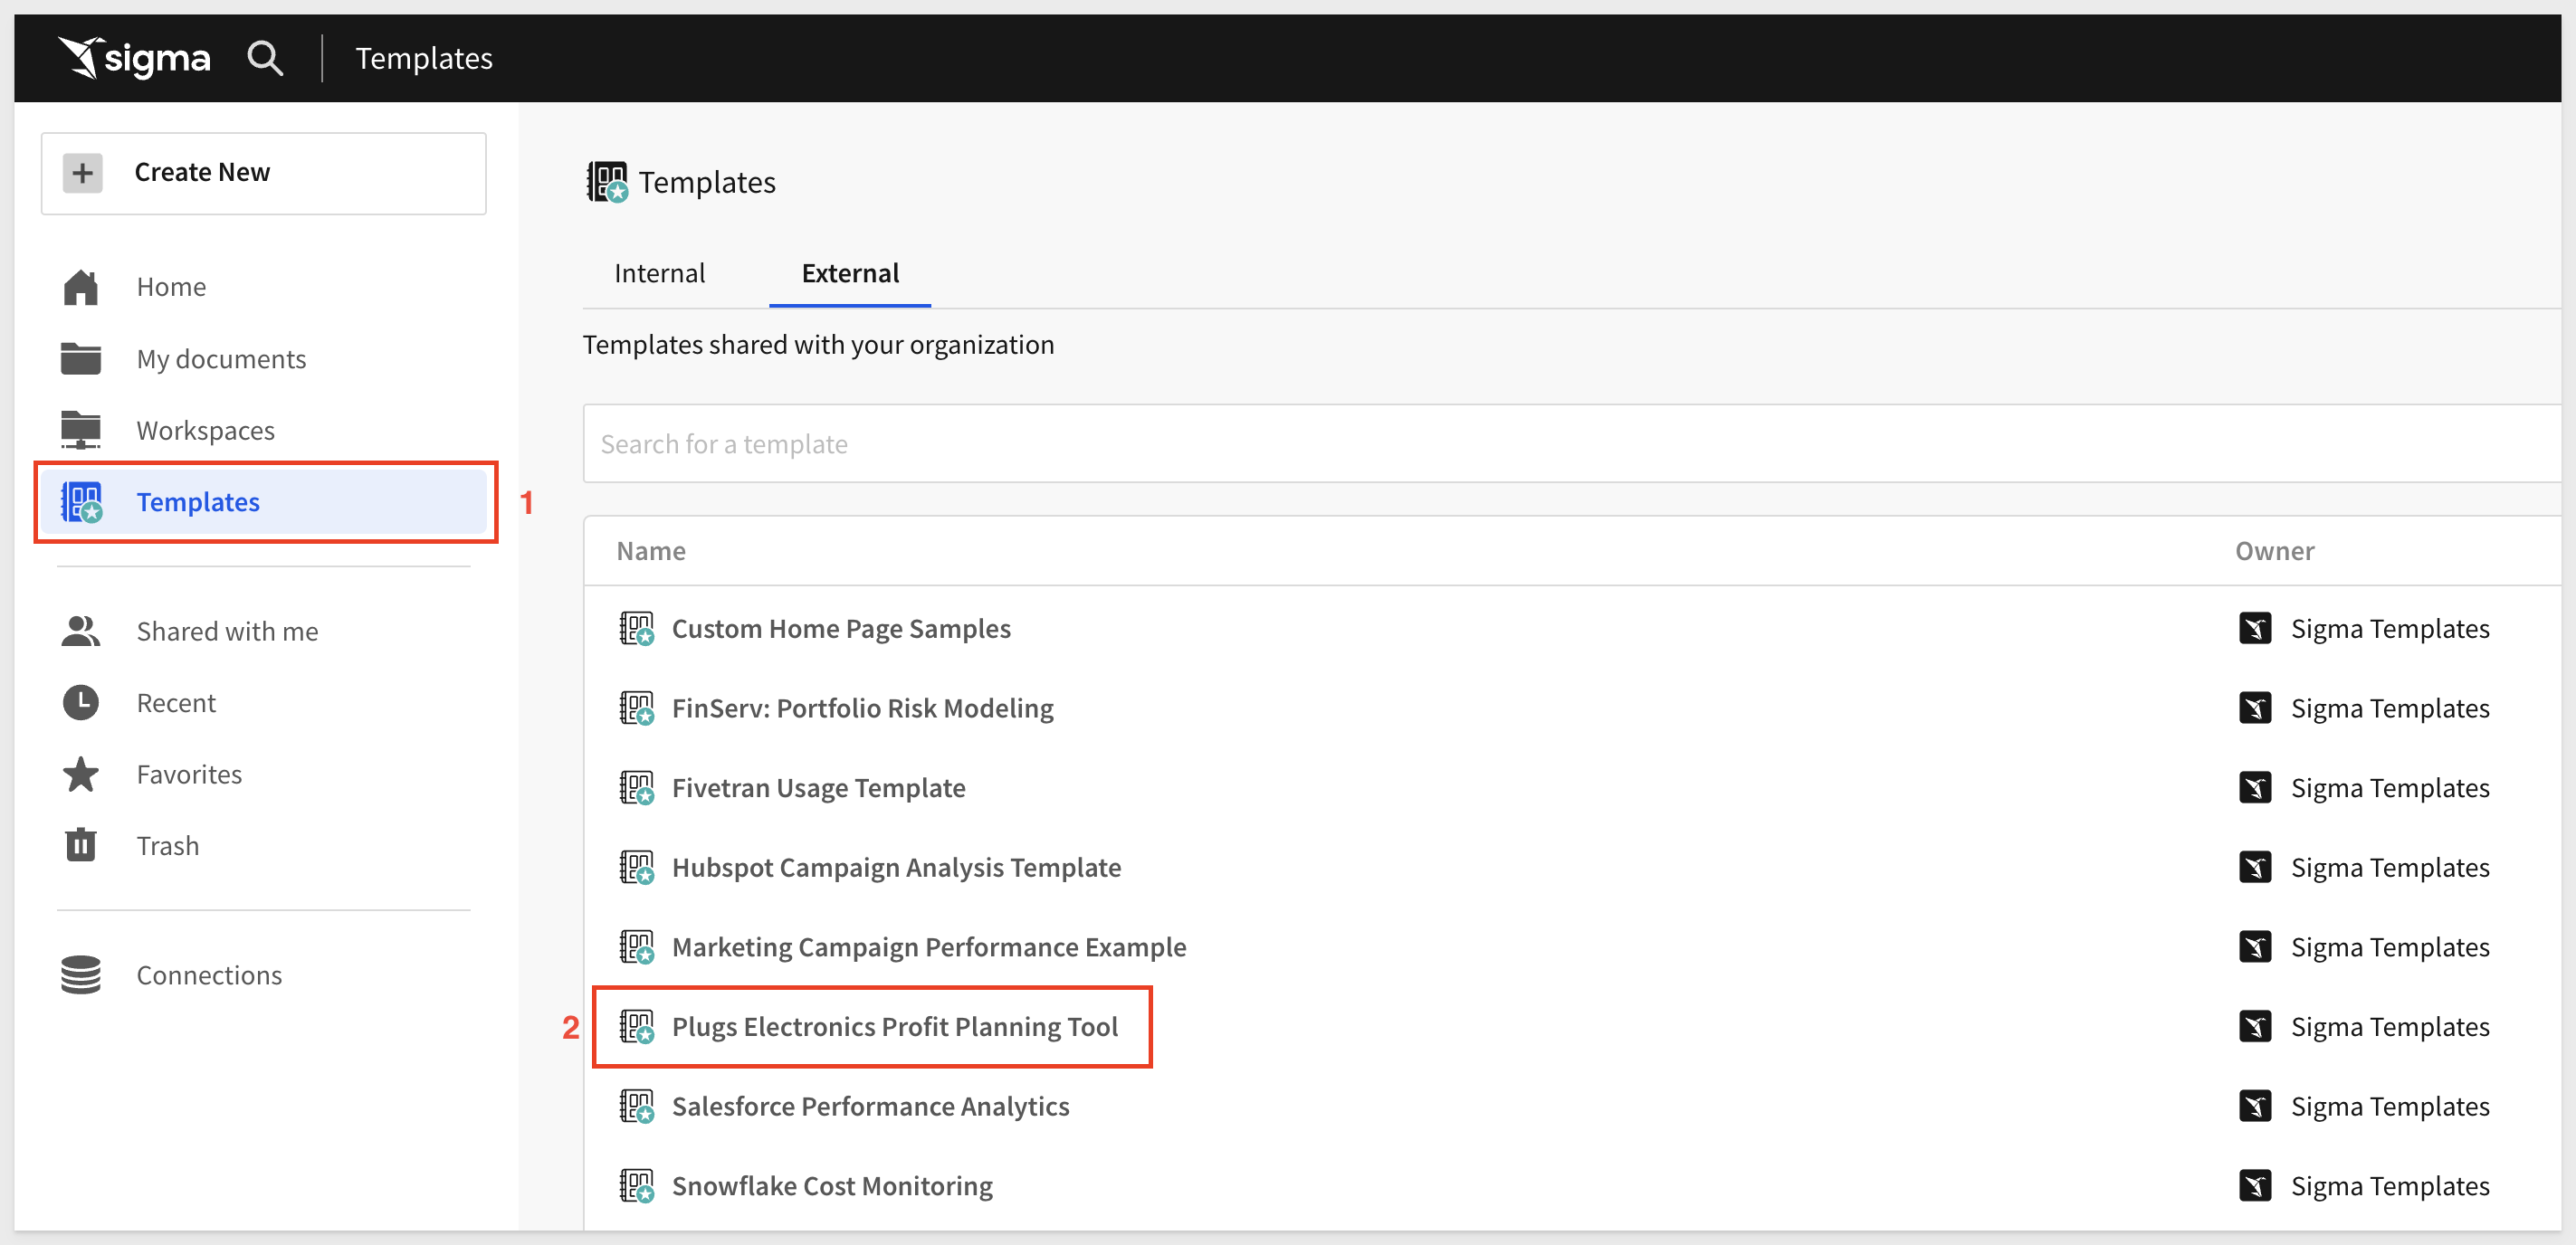 sigma Templates
Create New
Home
My documents
Workspaces
Templates 1
Shared with me
Recent
Favorites
Trash
Connections
Templates
Internal External
Templates shared with your organization
Search for a template
Name Owner
Custom Home Page Samples Sigma Templates
FinServ: Portfolio Risk Modeling Sigma Templates
Fivetran Usage Template Sigma Templates
Hubspot Campaign Analysis Template Sigma Templates
Marketing Campaign Performance Example Sigma Templates
2 Plugs Electronics Profit Planning Tool Sigma Templates
Salesforce Performance Analytics Sigma Templates
Snowflake Cost Monitoring Sigma Templates